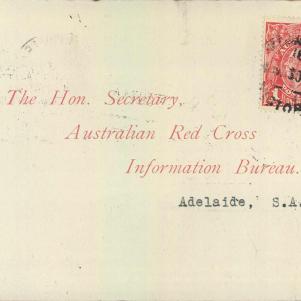 The Hon. Secretary,
Australian Red Cross
Information Bureau.
Adelaide, S.A.